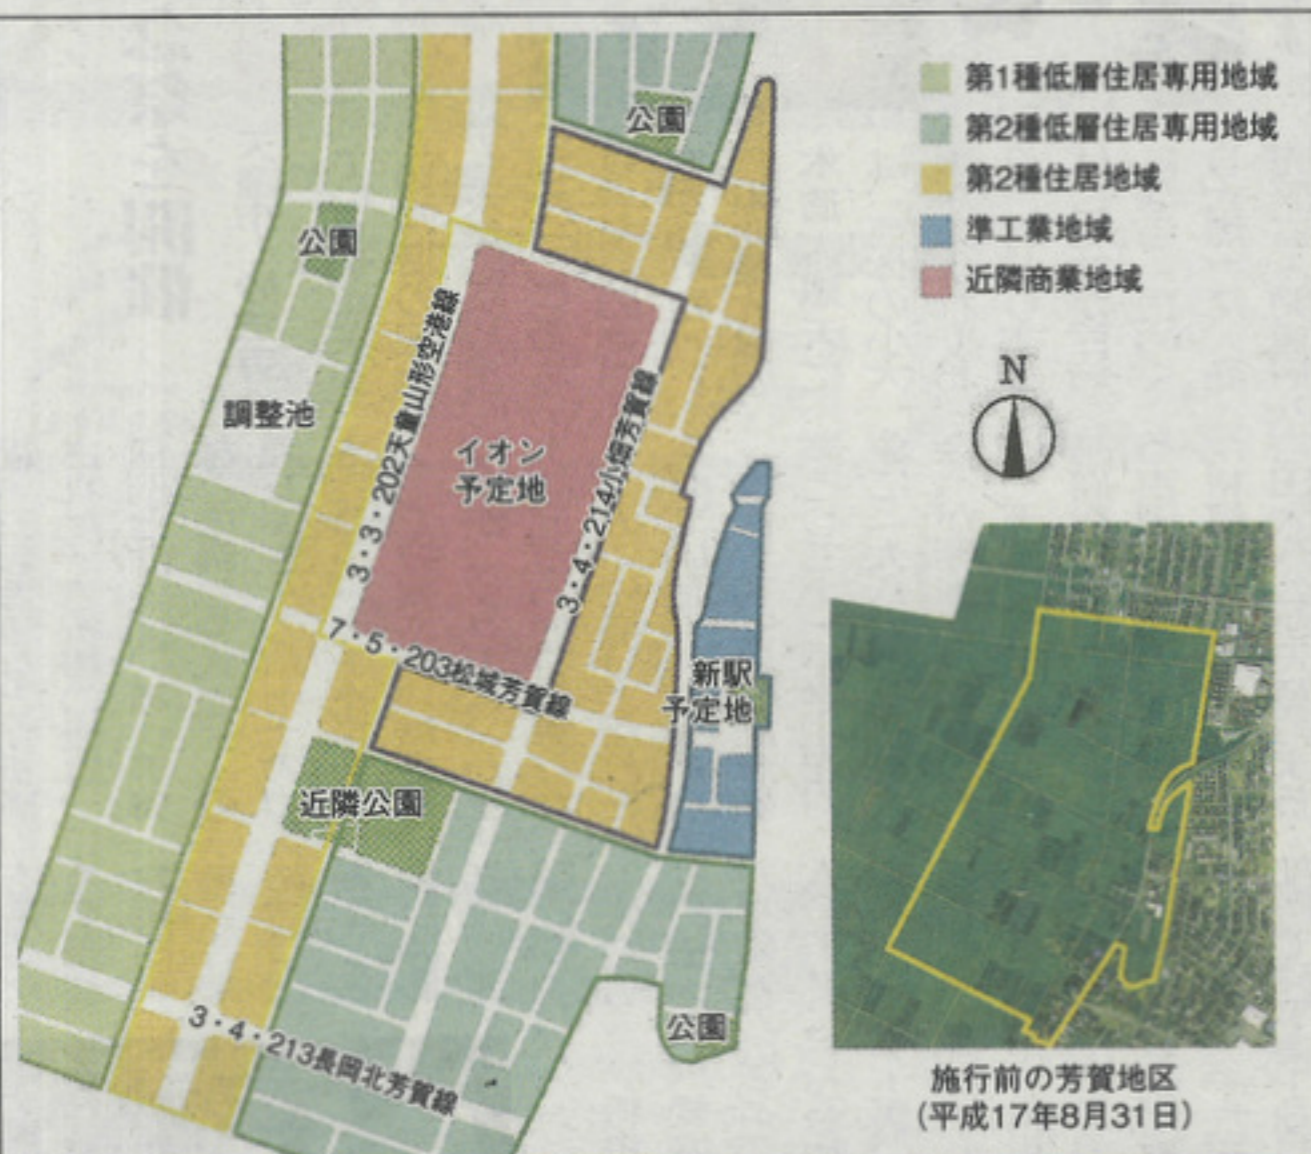 第1種低層住居専用地域
第2種低層住居専用地域
第2種住居地域
準工業地域
近隣商業地域
公園
公園
調整池
3・3・202天童山形空港線
イオン
予定地
3・4・214小畑芳賀線
7・5・203松城芳賀線
新駅
予定地
近隣公園
3・4・213長岡北芳賀線
公園
N
施行前の芳賀地区
(平成17年8月31日)